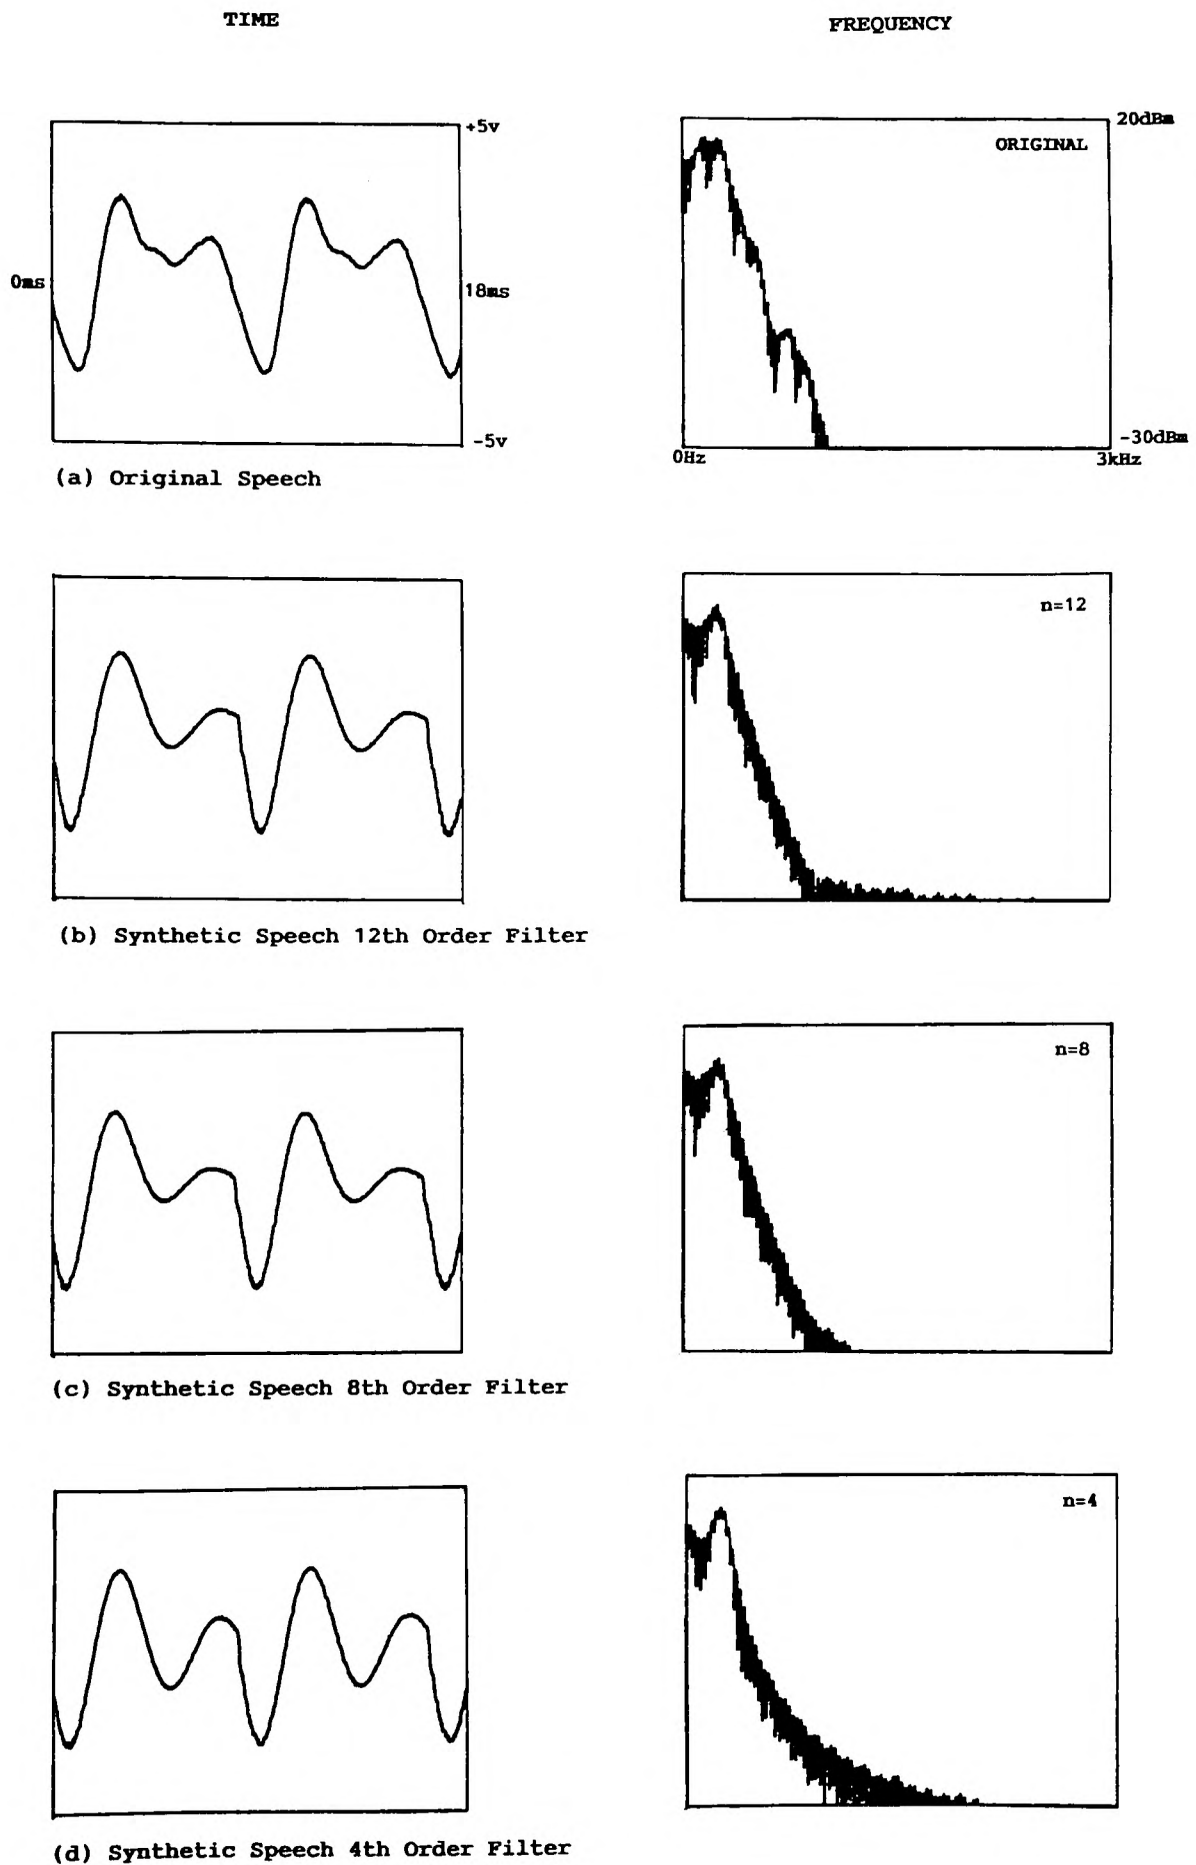 TIME
FREQUENCY
+5v
20dBm
ORIGINAL
0ms
18ms
-5v
-30dBm
0Hz
3kHz
(a) Original Speech
n=12
(b) Synthetic Speech 12th Order Filter
n=8
(c) Synthetic Speech 8th Order Filter
n=4
(d) Synthetic Speech 4th Order Filter